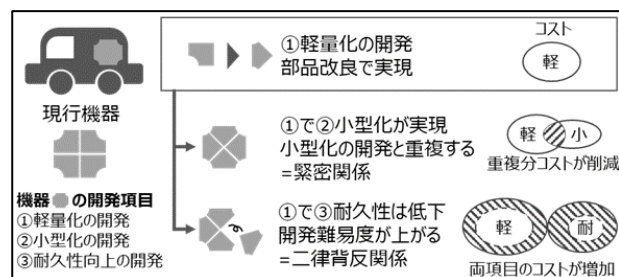 現行機器
機器の開発項目
①軽量化の開発
②小型化の開発
③耐久性向上の開発
①軽量化の開発
部品改良で実現
コスト
軽
①で②小型化が実現
小型化の開発と重複する
=緊密関係
軽 小
重複分コストが削減
①で③耐久性は低下
開発難易度が上がる
=二律背反関係
軽 耐
両項目のコストが増加